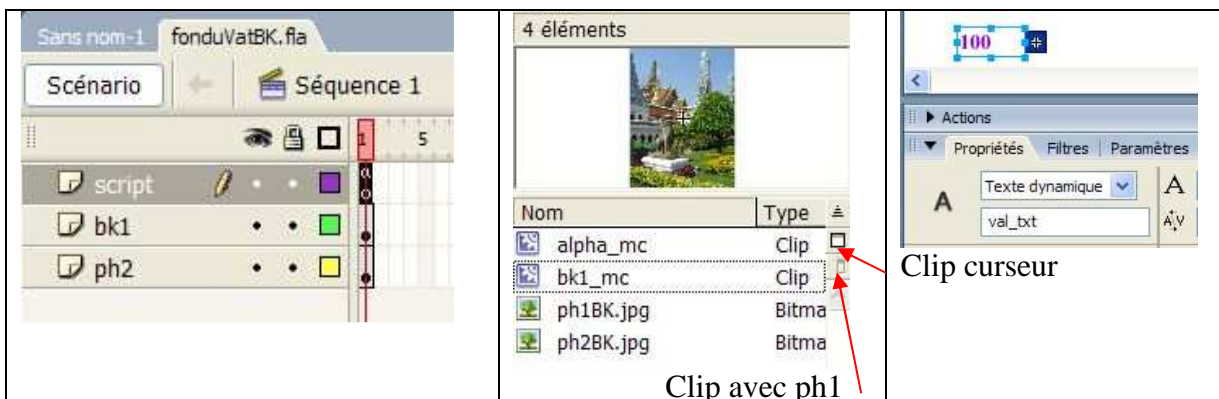 Sans nom-1 fonduVatBK.fla
Scénario Séquence 1
1 5
script
bk1
ph2
4 éléments
Nom Type
alpha_mc Clip
bk1_mc Clip
ph1BK.jpg Bitma
ph2BK.jpg Bitma
Clip avec ph1
100
Actions
Propriétés Filtres Paramètres
A Texte dynamique A
val_txt A/V
Clip curseur